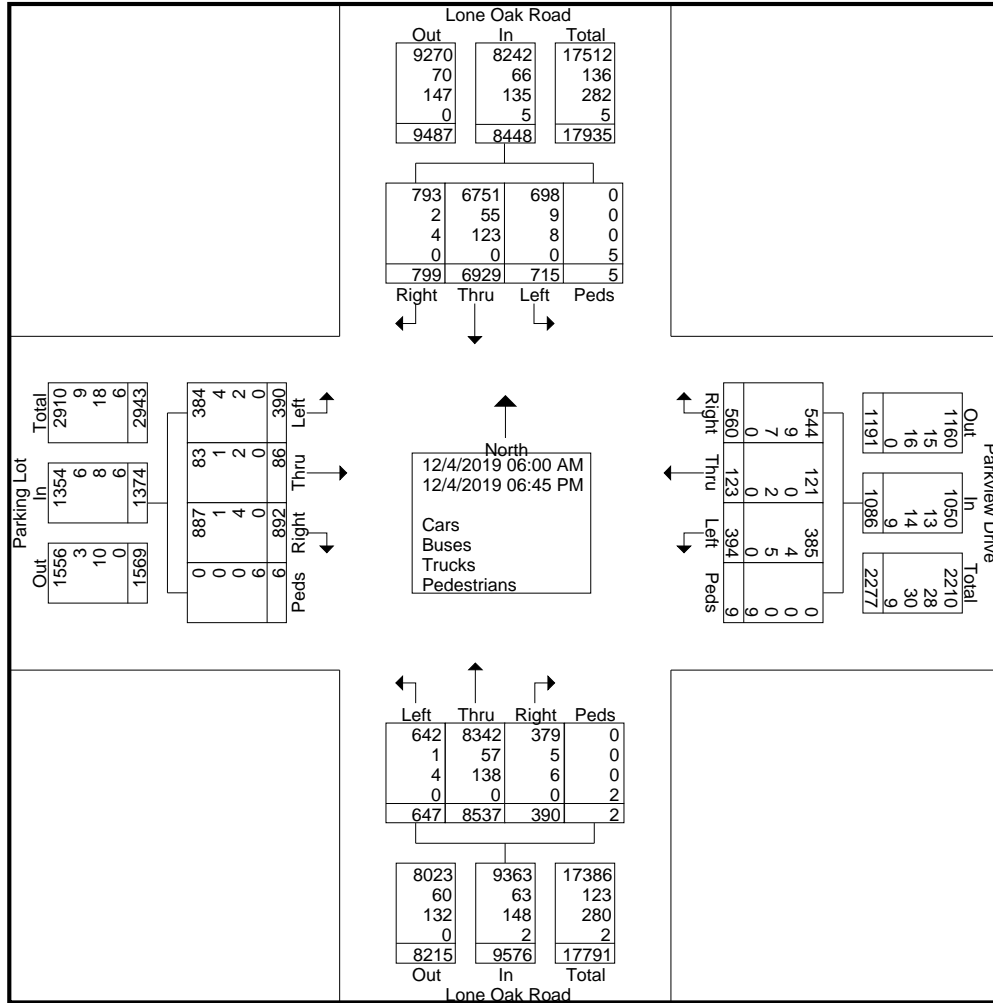 Lone Oak Road
Out In Total
9270 8242 17512
70 66 136
147 135 282
0 5 5
9487 8448 17935
793 6751 698 0
2 55 9 0
4 123 8 0
0 0 0 5
799 6929 715 5
Right Thru Left Peds
Parking Lot
Total
2910
9
18
6
2943
In
1354
6
8
6
1374
Out
1556
3
10
0
1569
Left
384
4
2
0
390
Thru
83
1
2
0
86
Right
887
1
4
0
892
Peds
0
0
0
6
6
North
12/4/2019 06:00 AM
12/4/2019 06:45 PM
Cars
Buses
Trucks
Pedestrians
Right
544
9
7
0
560
Thru
121
0
2
0
123
Left
385
4
5
0
394
Peds
0
0
0
9
9
Parkview Drive
Out
1160
15
16
0
1191
In
1050
13
14
9
1086
Total
2210
28
30
9
2277
Left Thru Right Peds
642 8342 379 0
1 57 5 0
4 138 6 0
0 0 0 2
647 8537 390 2
8023 9363 17386
60 63 123
132 148 280
0 2 2
8215 9576 17791
Out In Total
Lone Oak Road